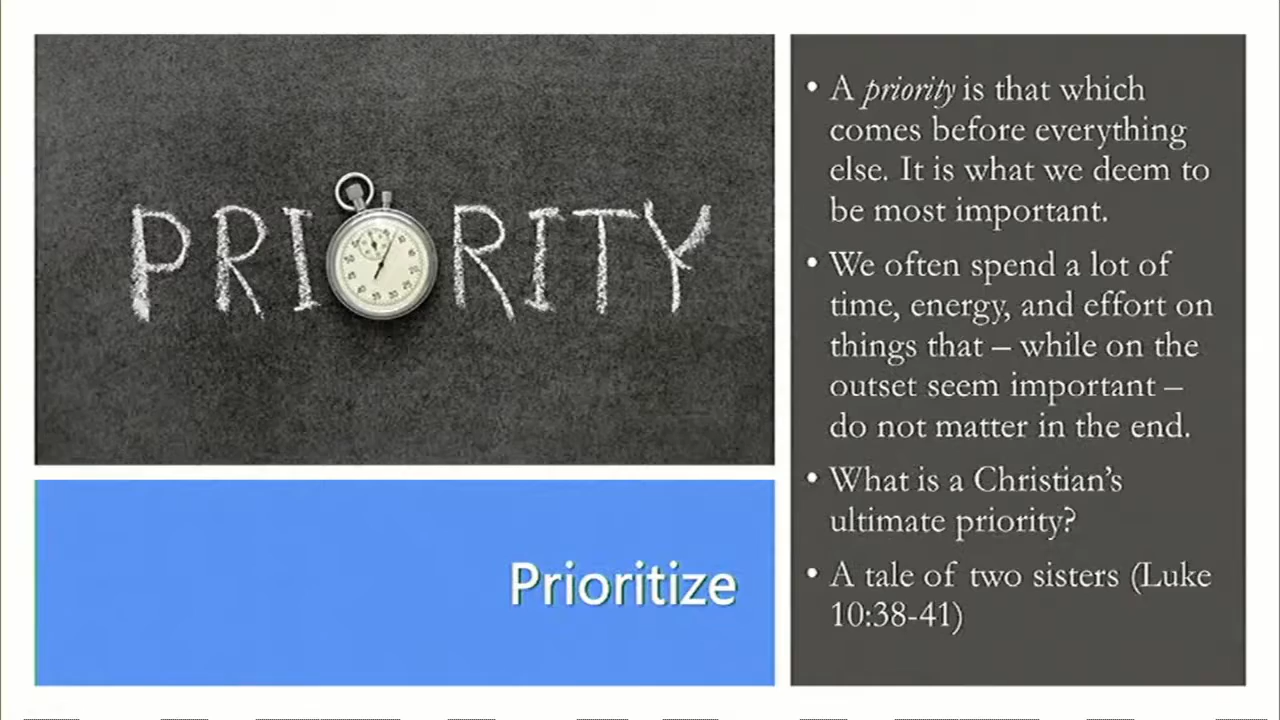 PRIORITY
Prioritize
• A priority is that which
comes before everything
else. It is what we deem to
be most important.
• We often spend a lot of
time, energy, and effort on
things that – while on the
outset seem important –
do not matter in the end.
• What is a Christian's
ultimate priority?
• A tale of two sisters (Luke
10:38-41)